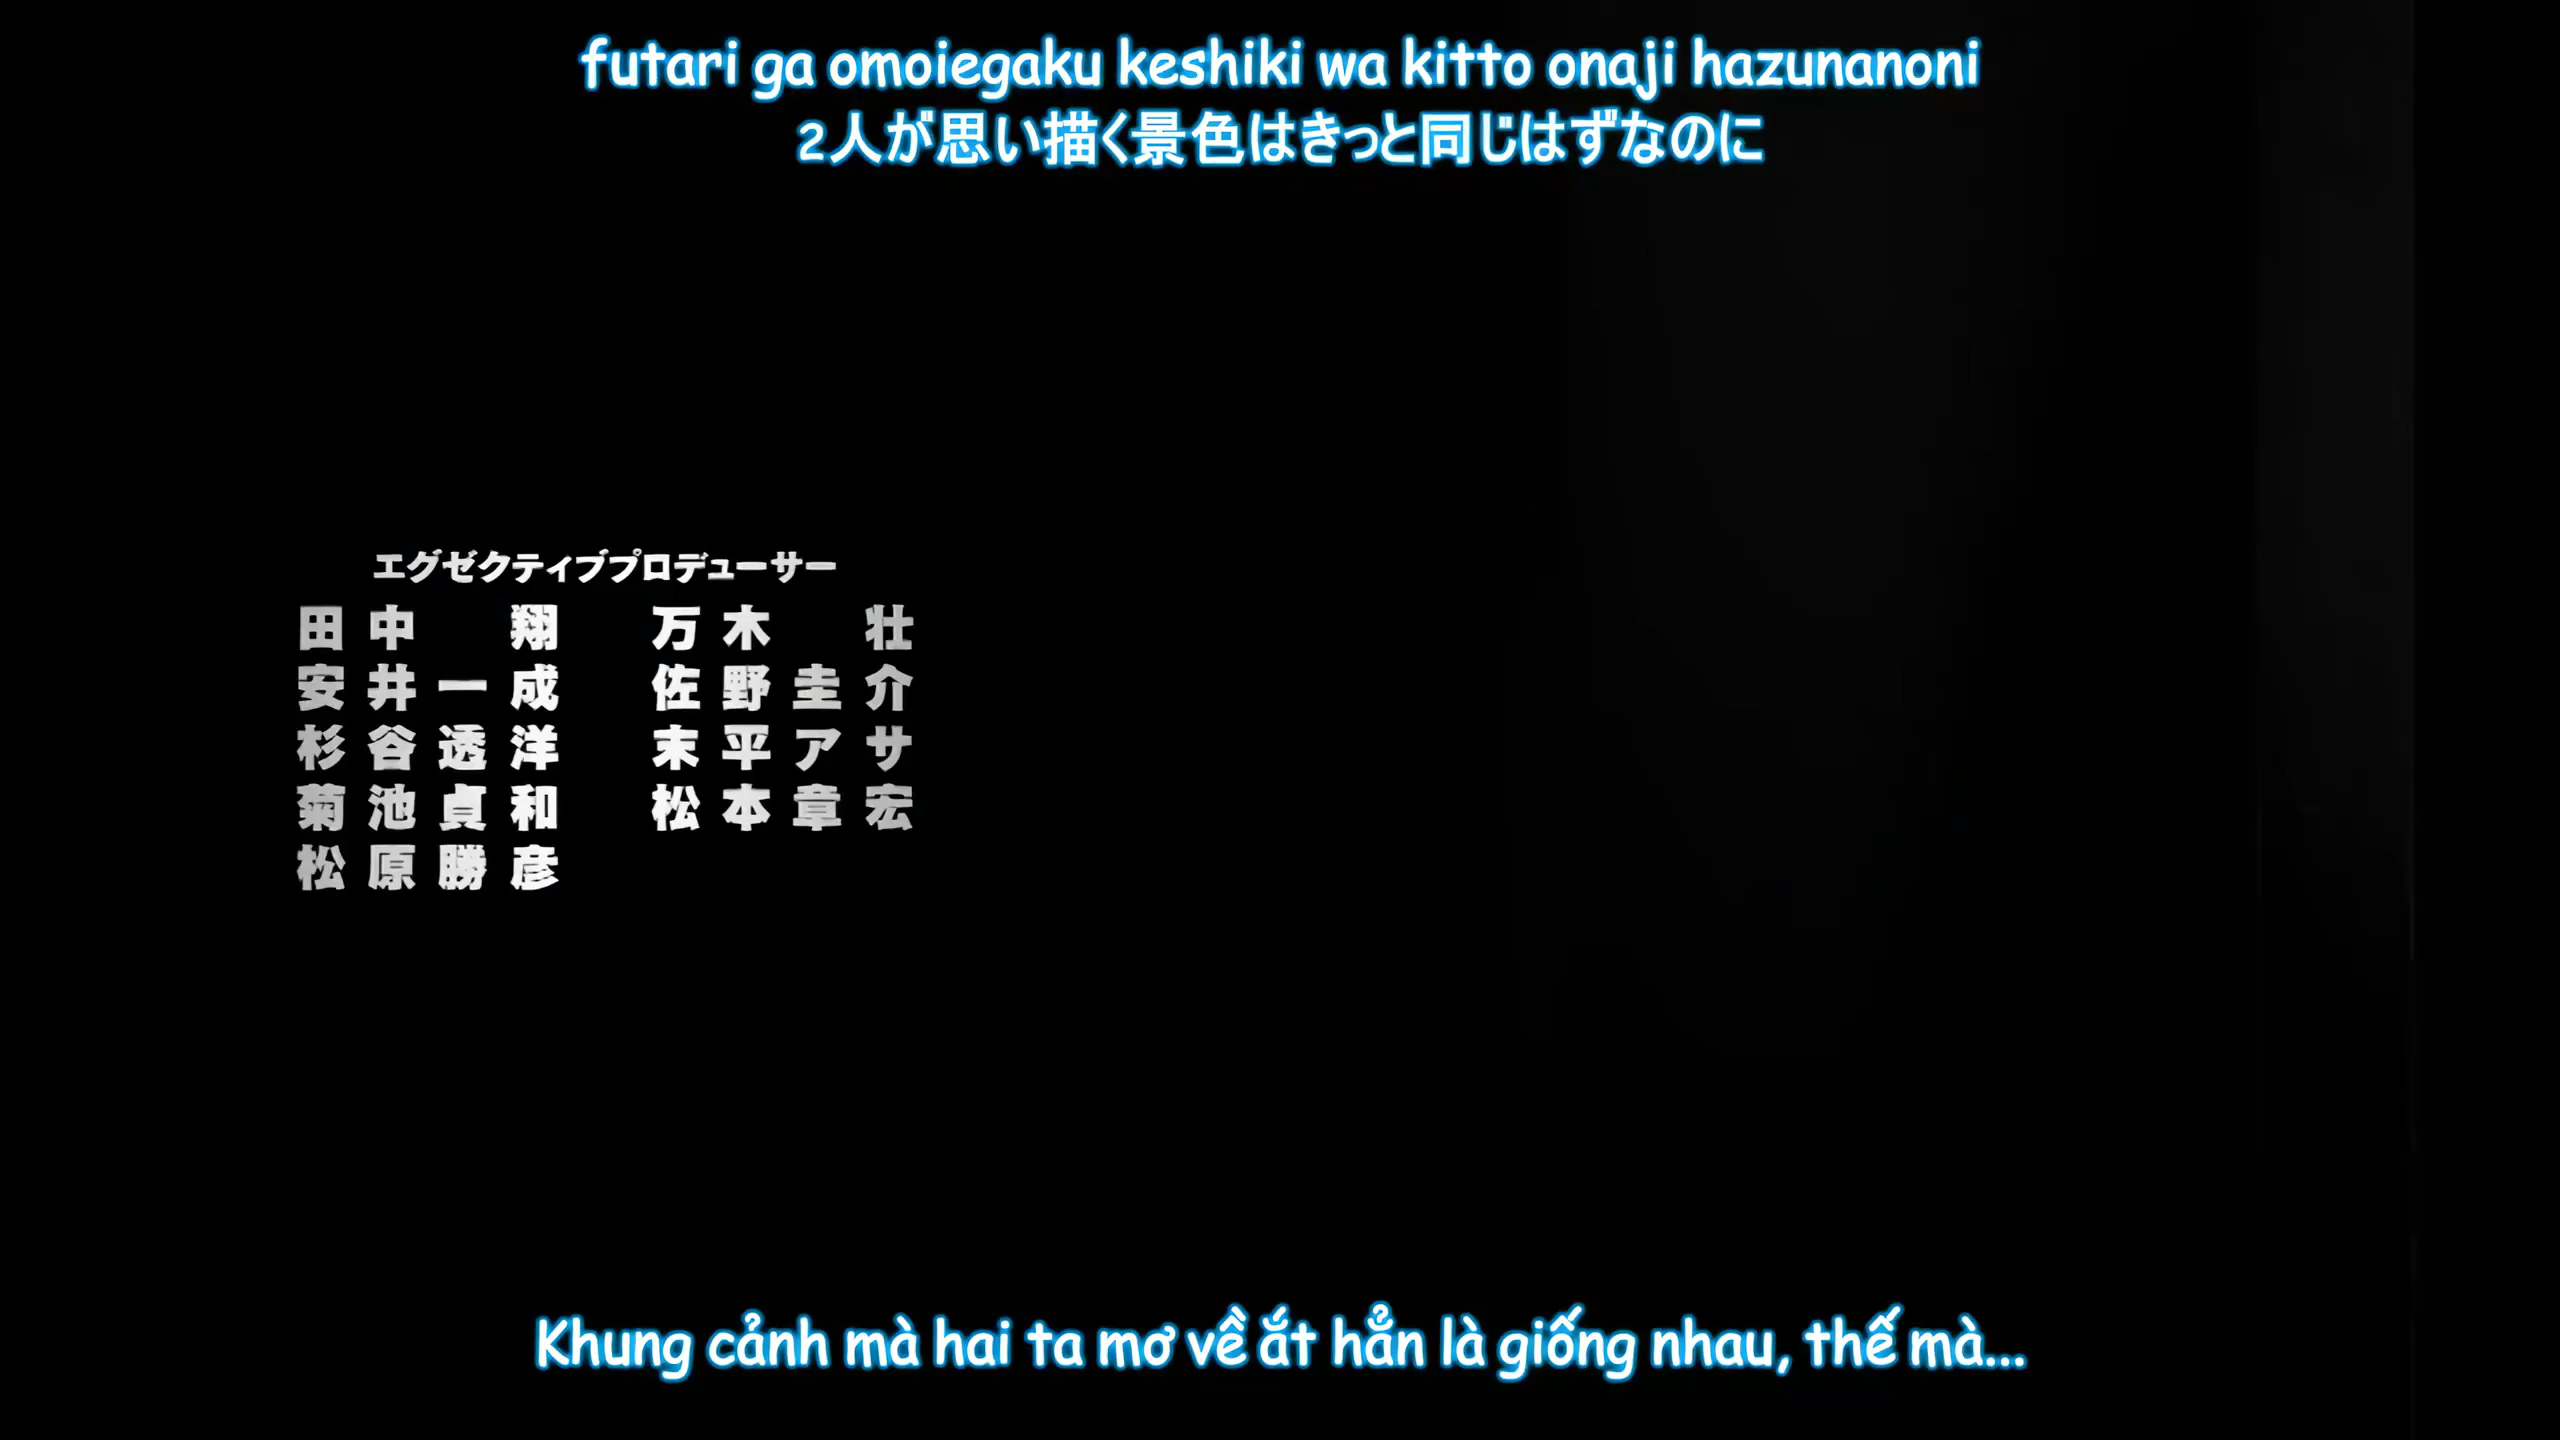 futari ga omoiegaku keshiki wa kitto onaji hazunanoni
2人が思い描く景色はきっと同じはずなのに
エグゼクティブプロデューサー
田中 翔 万木 壮
安井一成 佐野圭介
杉谷透洋 末平アサ
菊池貞和 松本章宏
松原勝彦
Khung cảnh mà hai ta mơ về ắt hẳn là giống nhau, thế mà...